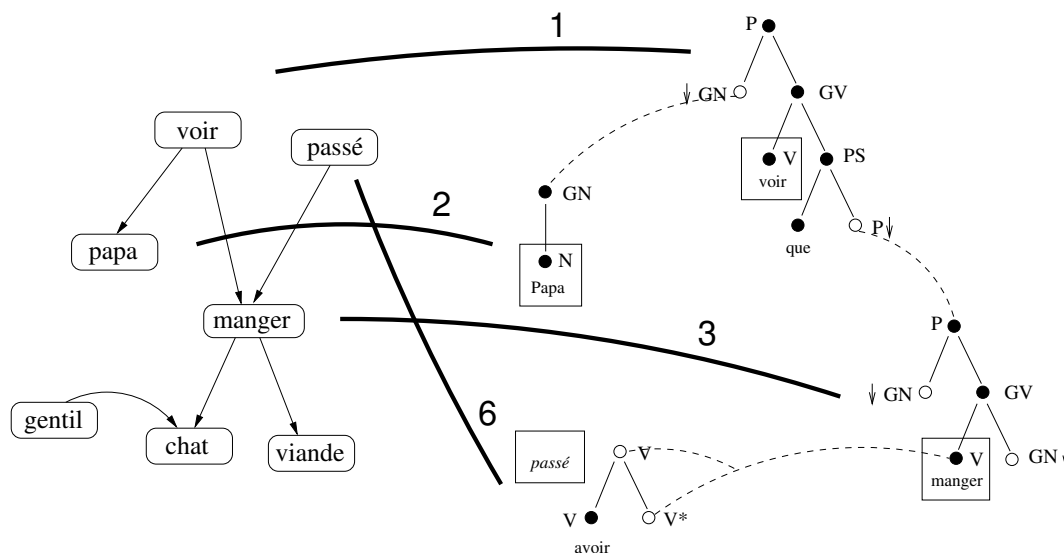 1
P
↓ GN
GV
voir
passé
V
voir
PS
2
GN
papa
que
P↓
N
Papa
manger
3
P
↓ GN
GV
gentil
chat
viande
6
passé
V
V
manger
GN
V
V*
avoir